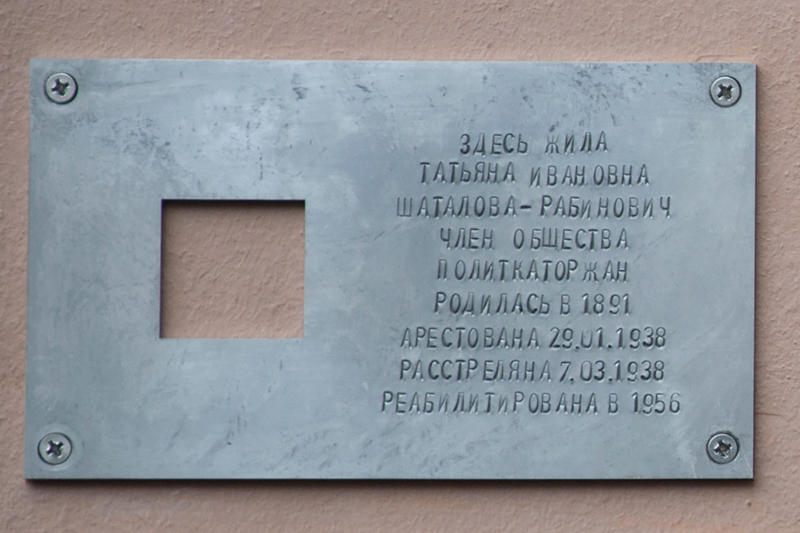 ЗДЕСЬ ЖИЛА
ТАТЬЯНА ИВАНОВНА
ШАТАЛОВА-РАБИНОВИЧ
ЧЛЕН ОБЩЕСТВА
ПОЛИТКАТОРЖАН
РОДИЛАСЬ В 1891
АРЕСТОВАНА 29.01.1938
РАССТРЕЛЯНА 7.03.1938
РЕАБИЛИТИРОВАНА В 1956